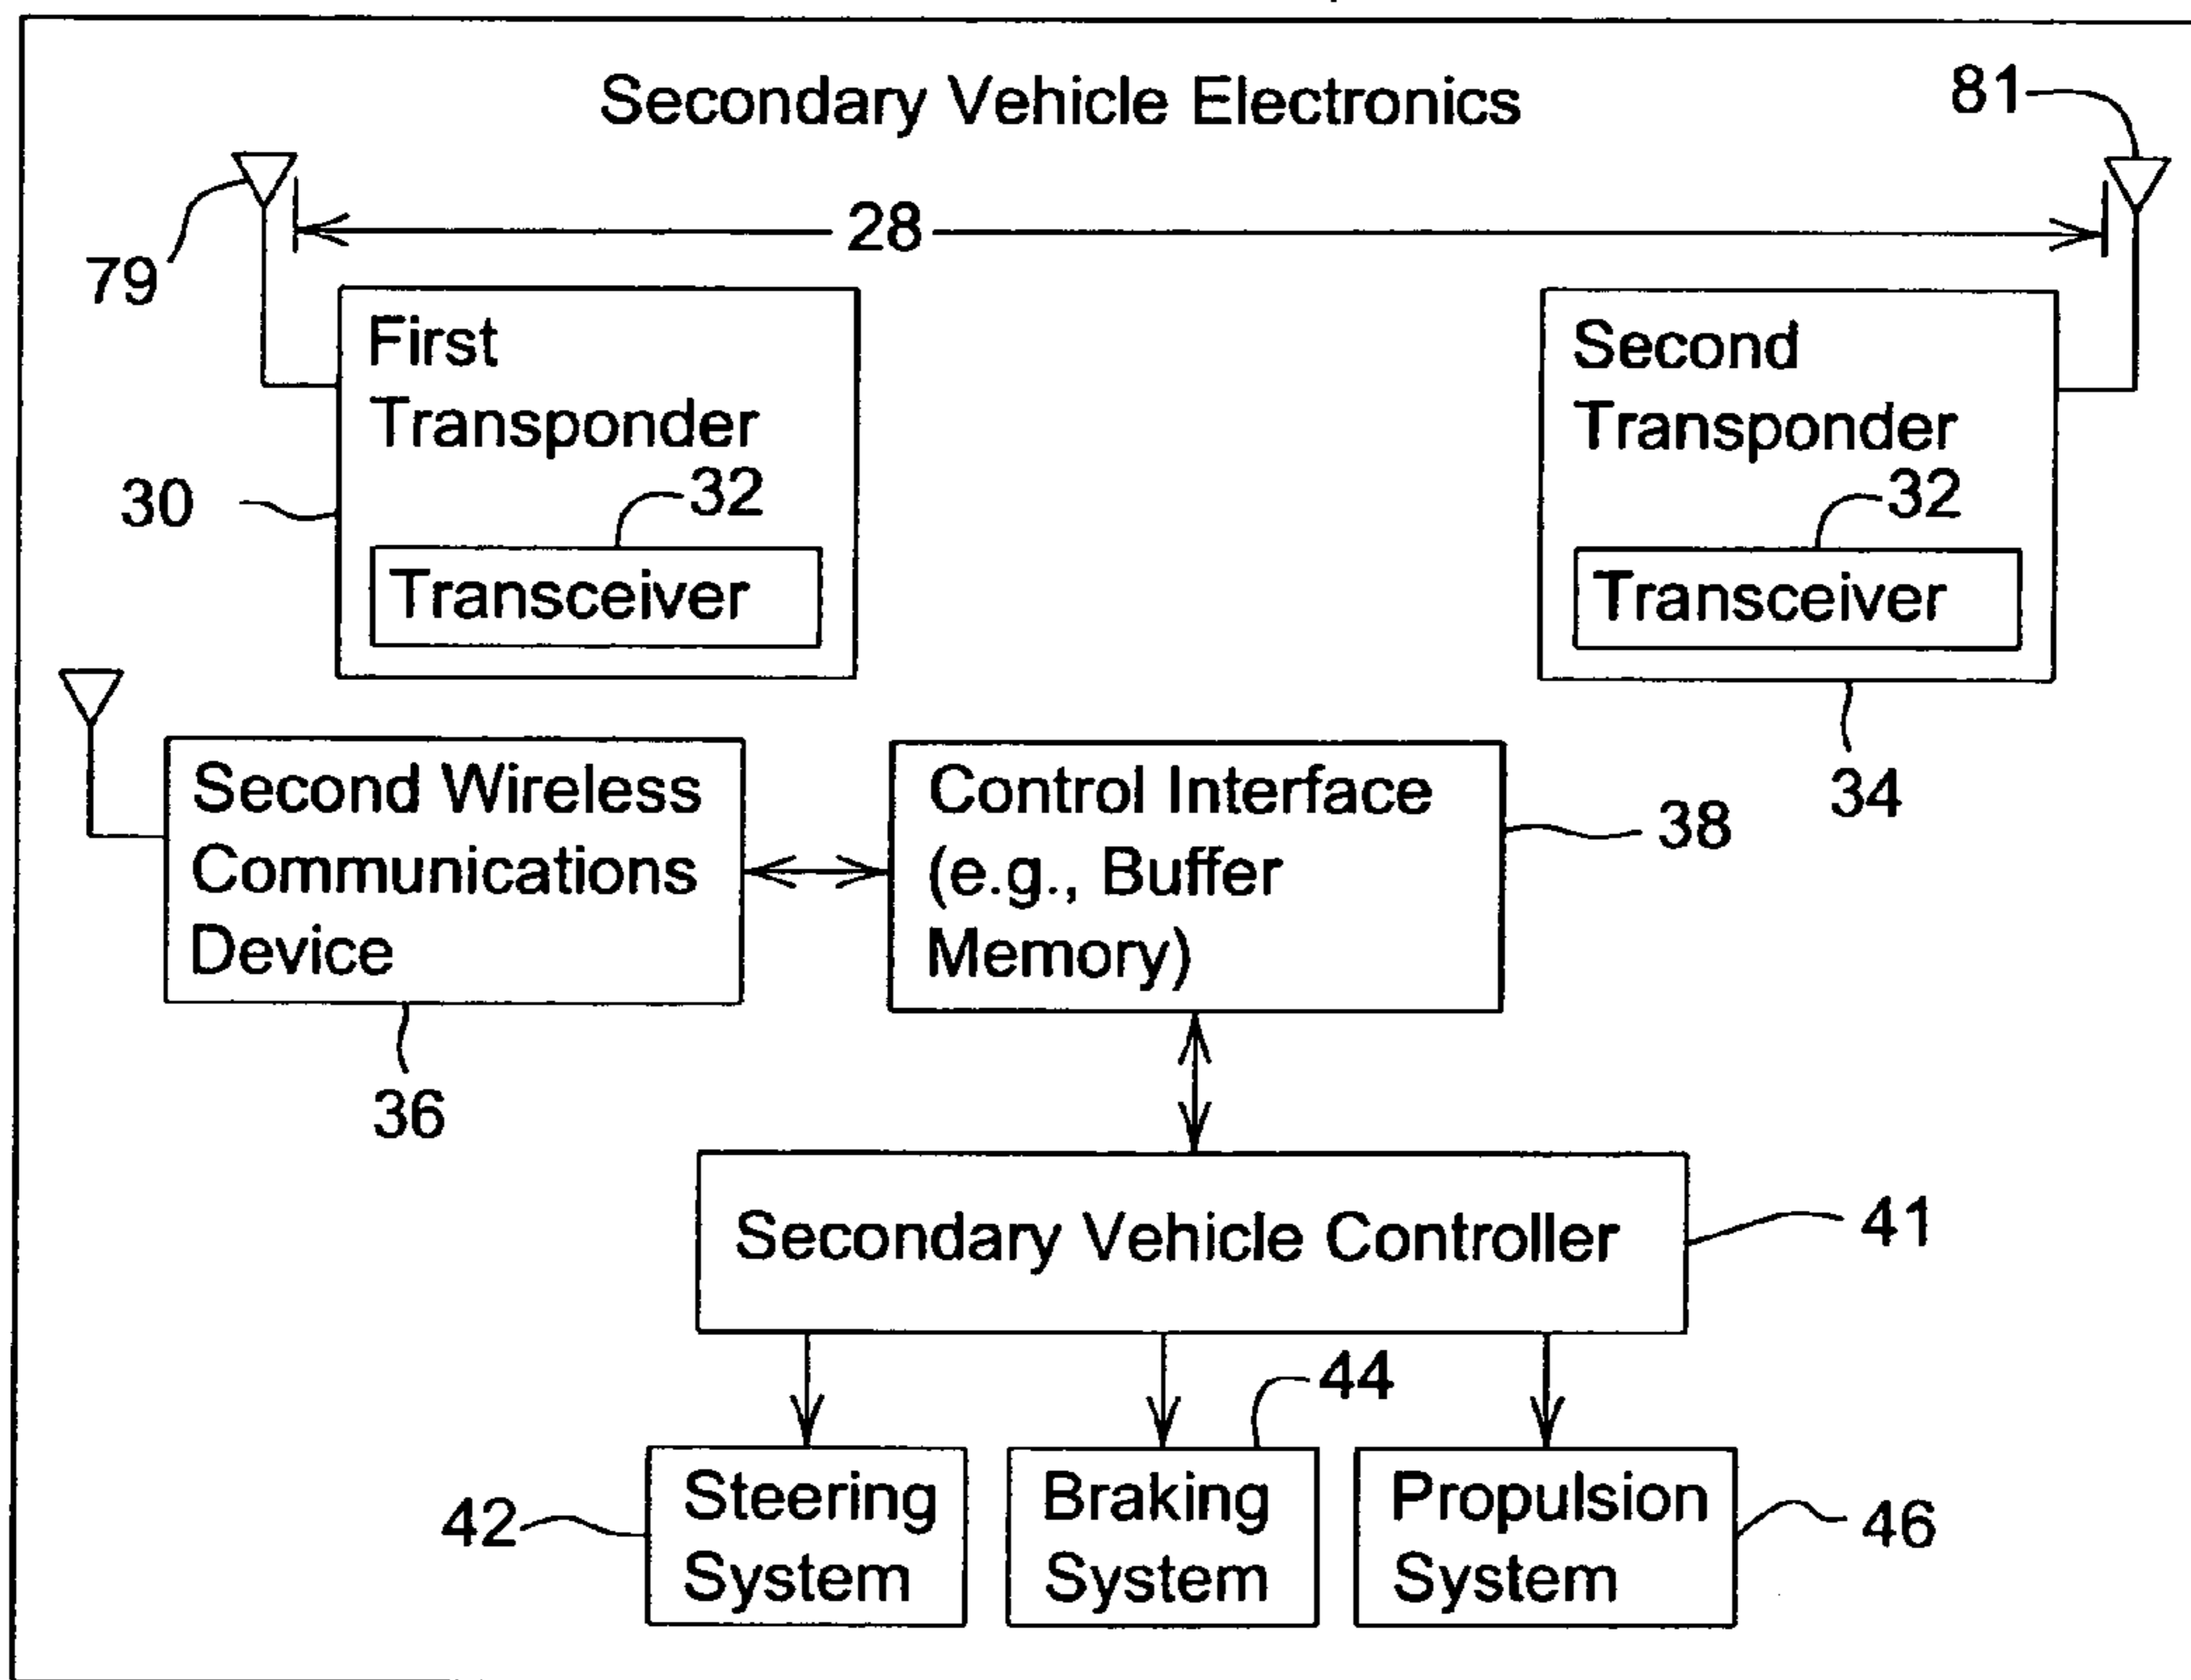 Secondary Vehicle Electronics
81
79
28
First
Transponder
30
32
Transceiver
Second
Transponder
32
Transceiver
34
Second Wireless
Communications
Device
36
Control Interface
(e.g., Buffer
Memory)
38
Secondary Vehicle Controller
41
42
Steering
System
44
Braking
System
Propulsion
System
46